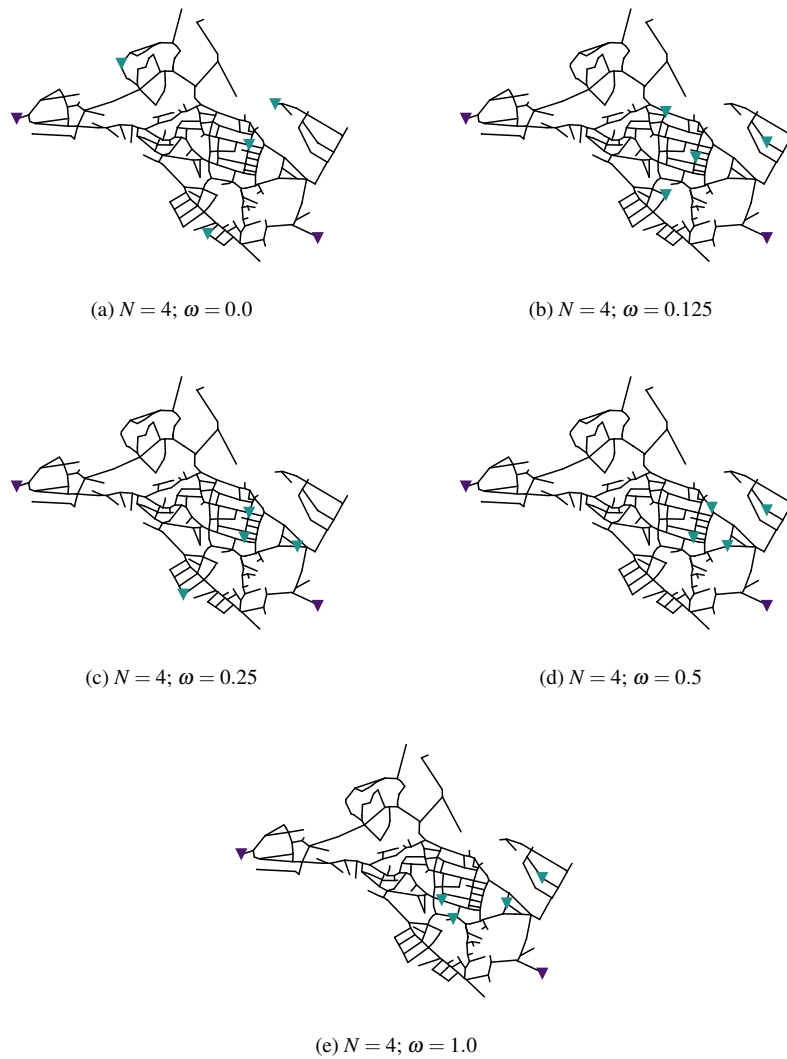 (a) N = 4; ω = 0.0
(b) N = 4; ω = 0.125
(c) N = 4; ω = 0.25
(d) N = 4; ω = 0.5
(e) N = 4; ω = 1.0